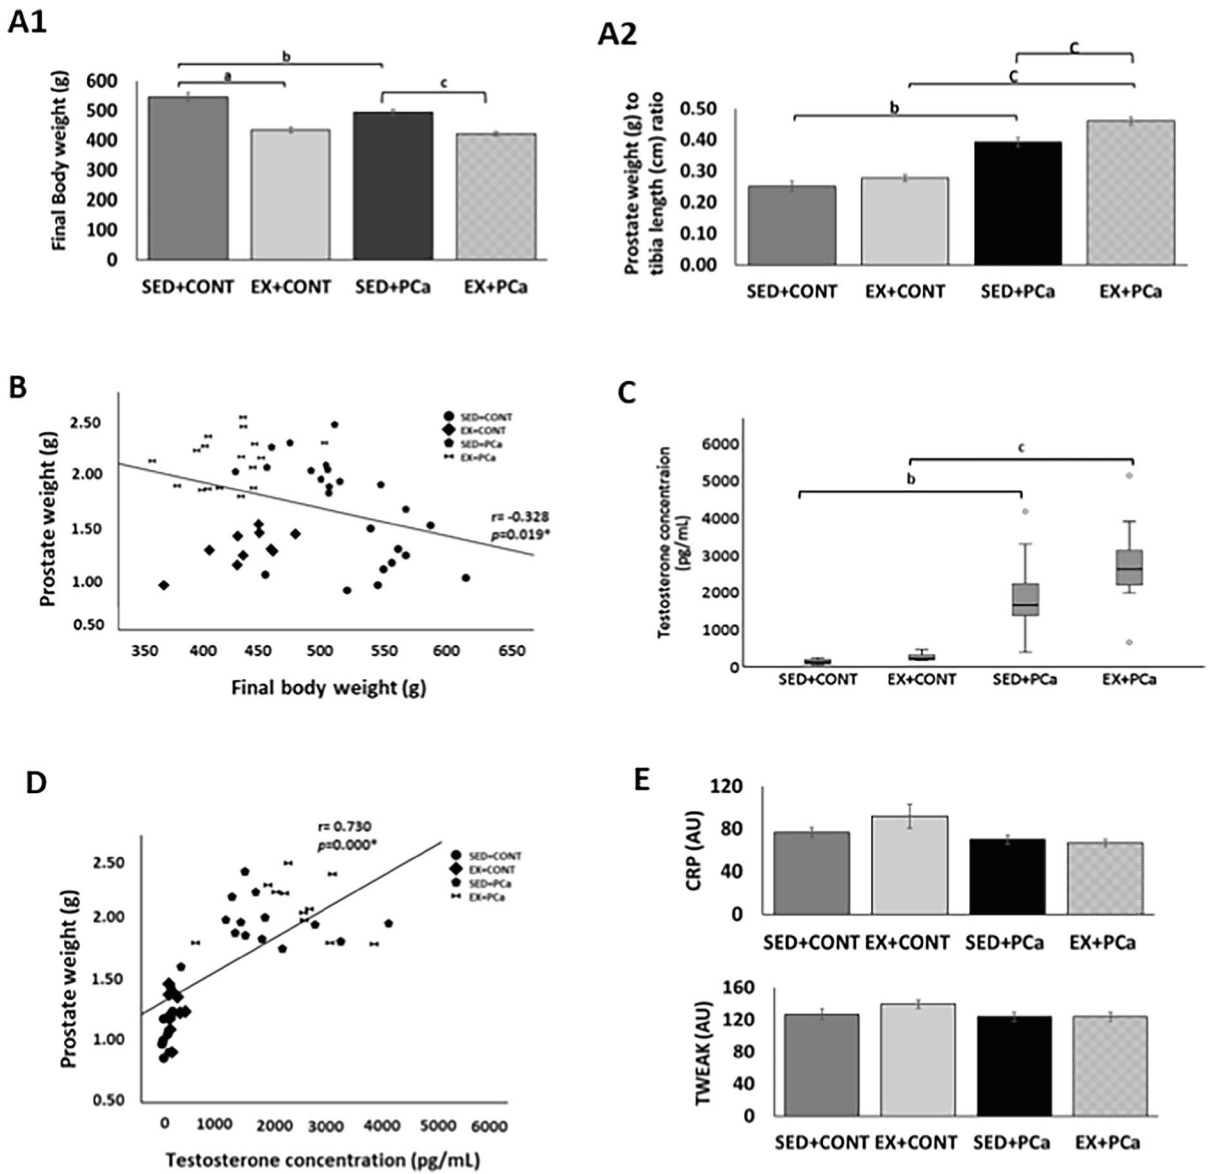 A1
b
a
c
Final Body weight (g)
600
500
400
300
200
100
0
SED+CONT EX+CONT SED+PCa EX+PCa
A2
C
C
b
Prostate weight (g) to
tibia length (cm) ratio
0.50
0.40
0.30
0.20
0.10
0.00
SED+CONT EX+CONT SED+PCa EX+PCa
B
Prostate weight (g)
2.50
2.00
1.50
1.00
0.50
SED+CONT
EX+CONT
SED+PCa
EX+PCa
r= -0.328
p=0.019*
350 400 450 500 550 600 650
Final body weight (g)
C
Testosterone concentraion
(pg/mL)
6000
5000
4000
3000
2000
1000
0
c
b
SED+CONT EX+CONT SED+PCa EX+PCa
D
Prostate weight (g)
2.50
2.00
1.50
1.00
0.50
r= 0.730
p=0.000*
SED+CONT
EX+CONT
SED+PCa
EX+PCa
0 1000 2000 3000 4000 5000 6000
Testosterone concentration (pg/mL)
E
CRP (AU)
120
80
40
0
SED+CONT EX+CONT SED+PCa EX+PCa
TWEAK (AU)
160
120
80
40
0
SED+CONT EX+CONT SED+PCa EX+PCa